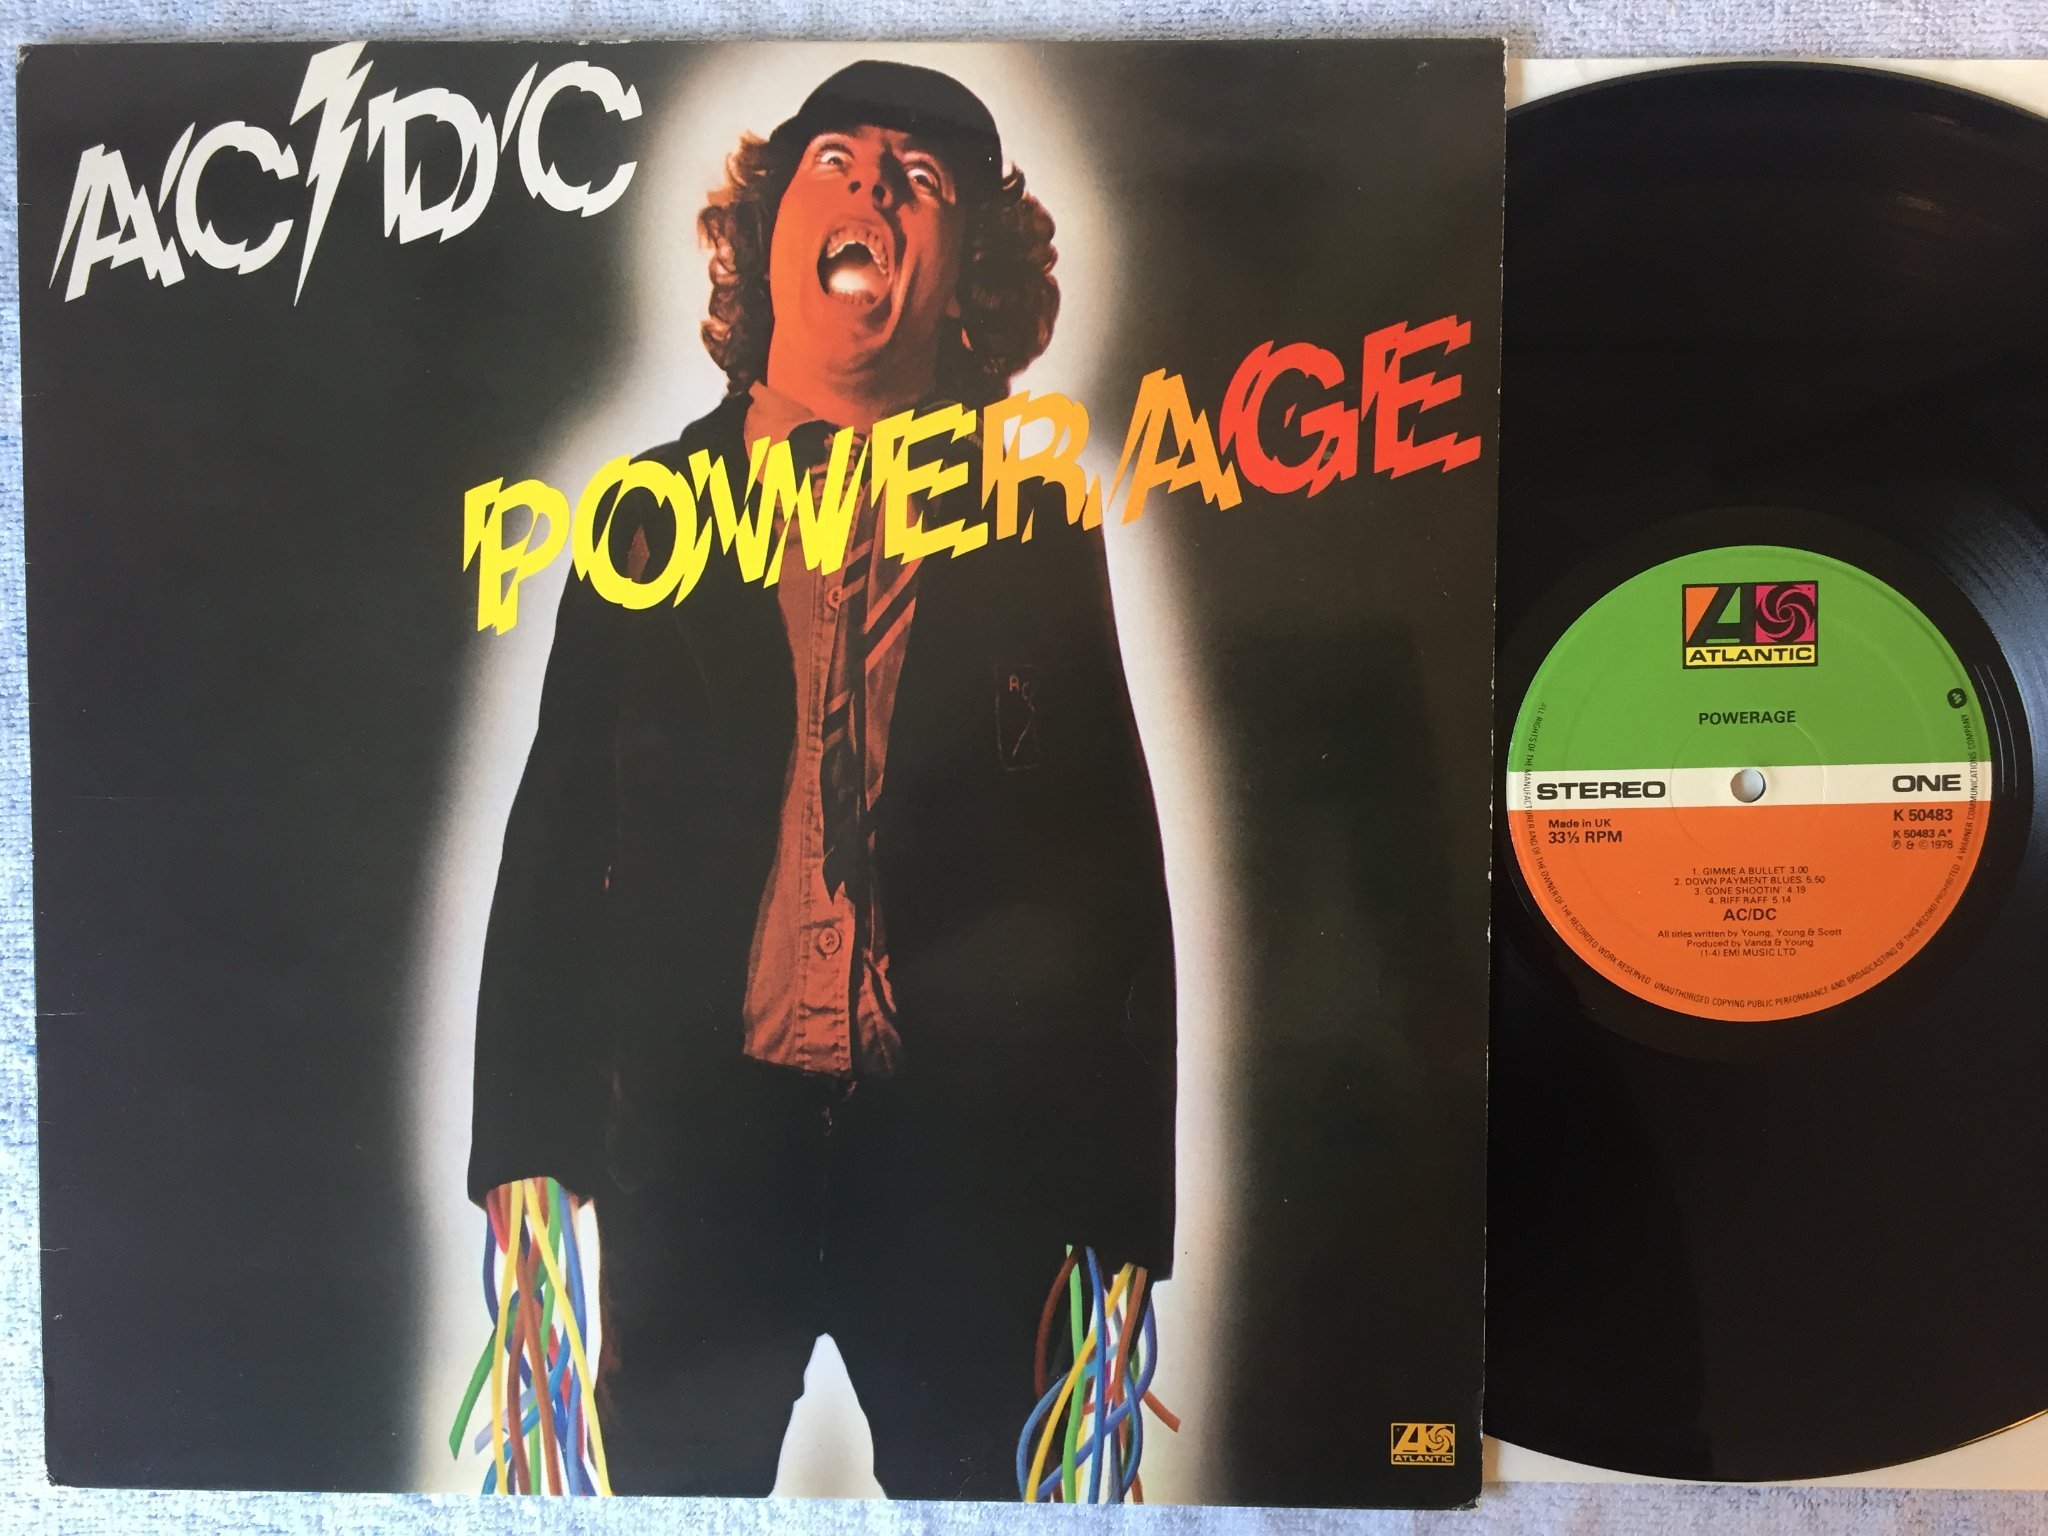 AC/DC
POWERAGE
AC
ATLANTIC
ATLANTIC
POWERAGE
STEREO
ONE
Made in UK
33⅓ RPM
K 50483
K 50483 A*
℗ & © 1978
1. GIMME A BULLET 3.00
2. DOWN PAYMENT BLUES 5.50
3. GONE SHOOTIN' 4.19
4. RIFF RAFF 5.14
AC/DC
All titles written by Young, Young & Scott
Produced by Vanda & Young
(1-4) EMI MUSIC LTD
ALL RIGHTS OF THE MANUFACTURER AND OF THE OWNER OF THE RECORDED WORK RESERVED. UNAUTHORISED COPYING PUBLIC PERFORMANCE AND BROADCASTING OF THIS RECORD PROHIBITED. A WARNER COMMUNICATIONS COMPANY